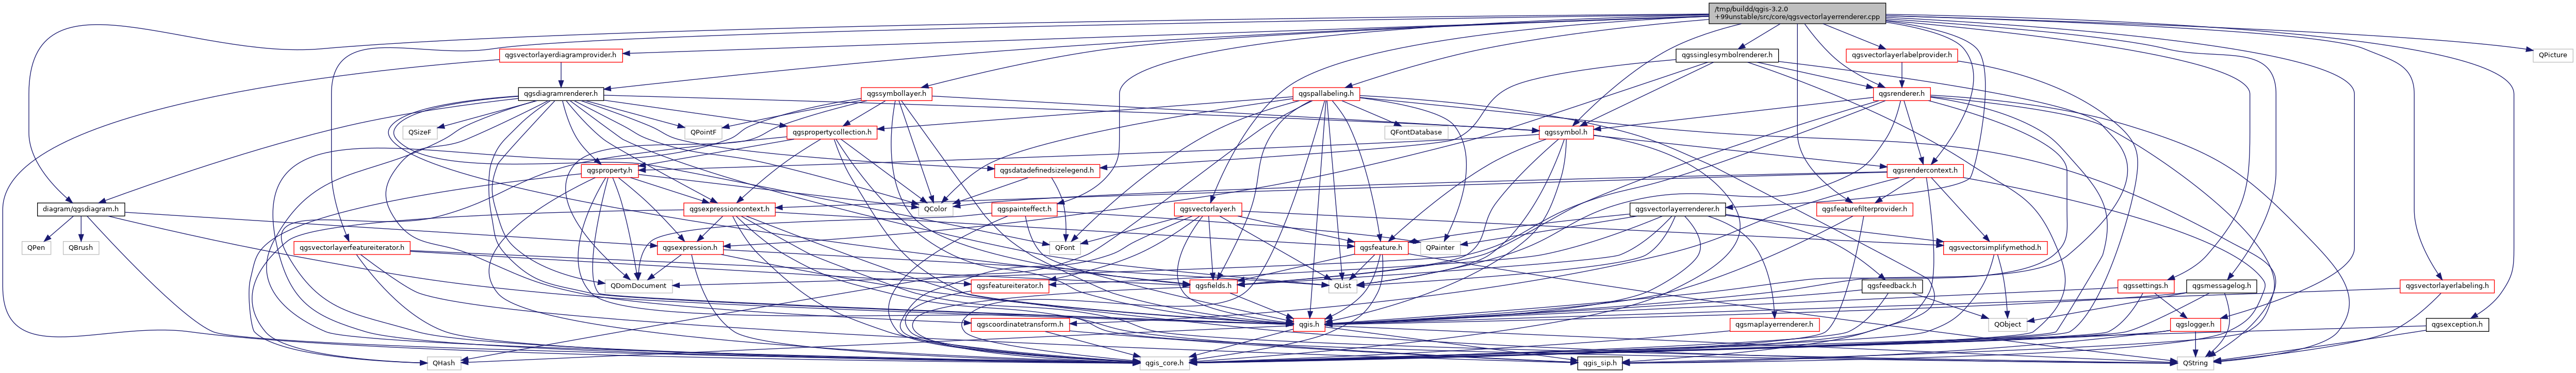 /tmp/buildd/qgis-3.2.0
+99unstable/src/core/qgsvectorlayerrenderer.cpp
qgsvectorlayerdiagramprovider.h
qgssinglesymbolrenderer.h
qgsvectorlayerlabelprovider.h
QPicture
qgsdiagramrenderer.h
qgssymbollayer.h
qgspallabeling.h
qgsrenderer.h
QSizeF
QPointF
qgspropertycollection.h
QFontDatabase
qgssymbol.h
qgsproperty.h
qgsdatadefinedsizelegend.h
qgsrendercontext.h
diagram/qgsdiagram.h
qgsexpressioncontext.h
QColor
qgspainteffect.h
qgsvectorlayer.h
qgsvectorlayerrenderer.h
qgsfeaturefilterprovider.h
QPen
QBrush
qgsvectorlayerfeatureiterator.h
qgsexpression.h
QFont
qgsfeature.h
QPainter
qgsvectorsimplifymethod.h
QDomDocument
qgsfeatureiterator.h
qgsfields.h
QList
qgsfeedback.h
qgssettings.h
qgsmessagelog.h
qgsvectorlayerlabeling.h
qgscoordinatetransform.h
qgis.h
qgsmaplayerrenderer.h
QObject
qgslogger.h
qgsexception.h
QHash
qgis_core.h
qgis_sip.h
QString